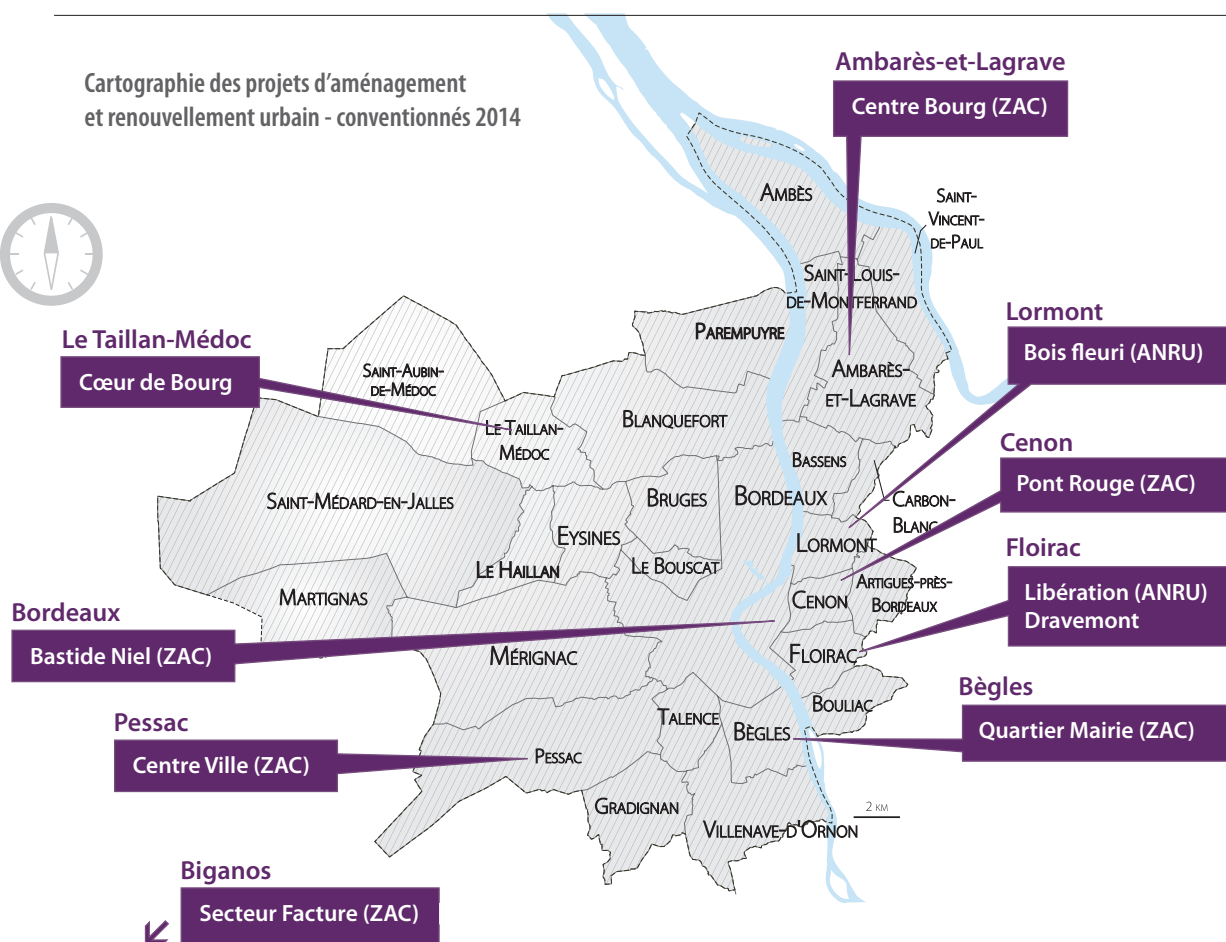 Cartographie des projets d'aménagement
et renouvellement urbain - conventionnés 2014
Ambarès-et-Lagrave
Centre Bourg (ZAC)
Ambès
Saint-
Vincent-
de-Paul
Saint-Louis-
de-Montferrand
Lormont
Bois fleuri (ANRU)
Parempuyre
Le Taillan-Médoc
Cœur de Bourg
Saint-Aubin-
de-Médoc
Ambarès-
et-Lagrave
Blanquefort
Le Taillan-
Médoc
Cenon
Pont Rouge (ZAC)
Bassens
Saint-Médard-en-Jalles
Bruges
Bordeaux
Carbon-
Blanc
Eysines
Lormont
Floirac
Libération (ANRU)
Dravemont
Le Haillan
Le Bouscat
Artigues-près-
Bordeaux
Martignas
Cenon
Bordeaux
Bastide Niel (ZAC)
Mérignac
Floirac
Bègles
Quartier Mairie (ZAC)
Bouliac
Talence
Bègles
Pessac
Centre Ville (ZAC)
Pessac
Gradignan
2 km
Villenave-d'Ornon
Biganos
Secteur Facture (ZAC)